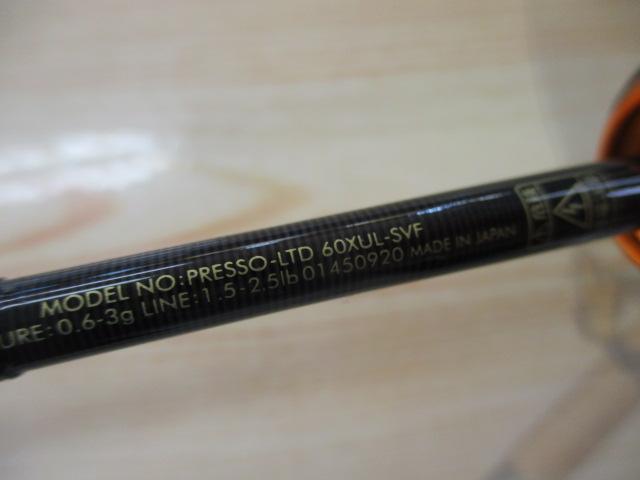 MODEL NO:PRESSO-LTD 60XUL-SVF
URE: 0.6-3g LINE:1.5-2.5lb 01450920 MADE IN JAPAN